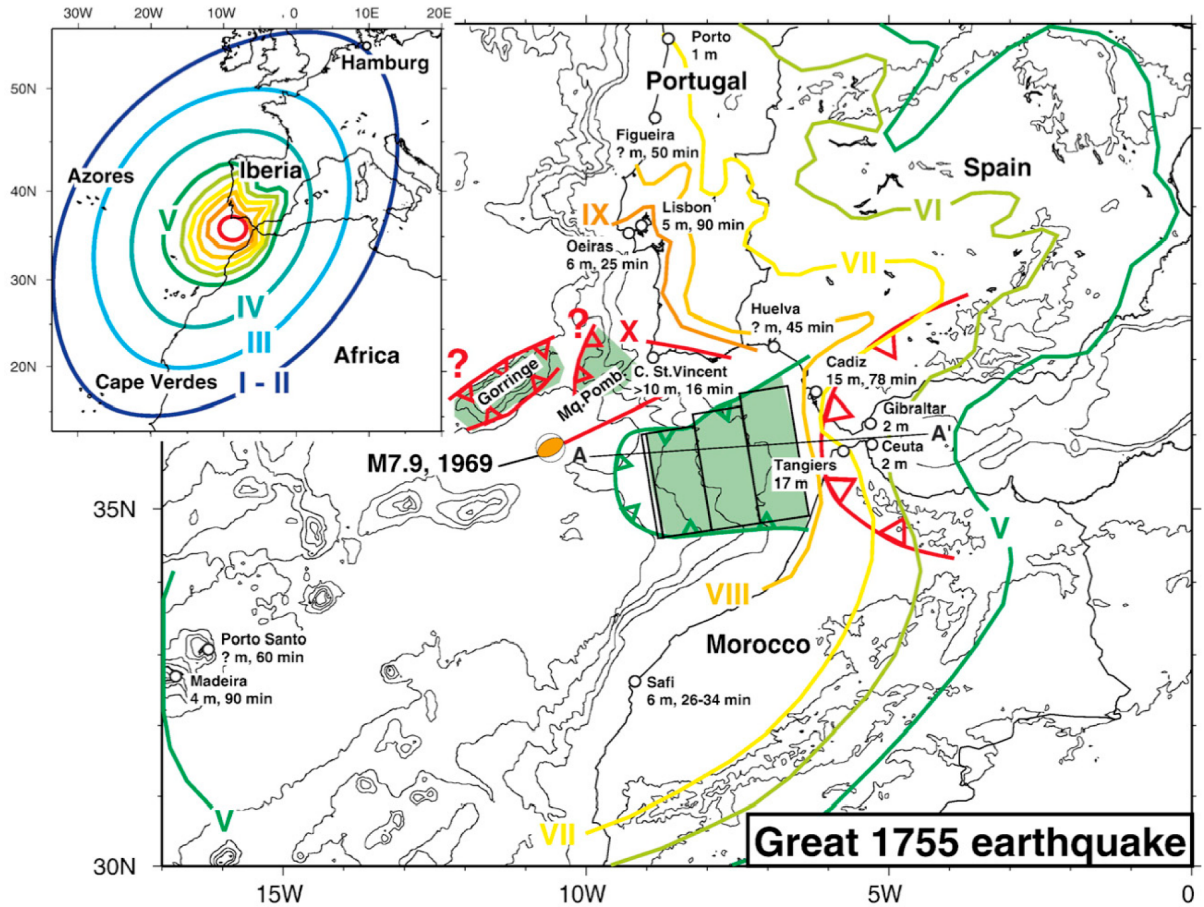 30W 20W 10W 0 10E 20E
50N
40N
30N
20N
Hamburg
Azores
Iberia
V
IV
III
I - II
Africa
Cape Verdes
Porto
1 m
Portugal
Figueira
? m, 50 min
Spain
IX
Lisbon
5 m, 90 min
VI
Oeiras
6 m, 25 min
VII
Huelva
? m, 45 min
?
?
X
Gorringe
Mq.Pomb.
C. St.Vincent
>10 m, 16 min
Cadiz
15 m, 78 min
Gibraltar
2 m
A
A'
Ceuta
2 m
M7.9, 1969
Tangiers
17 m
35N
V
VIII
Morocco
Porto Santo
? m, 60 min
Madeira
4 m, 90 min
Safi
6 m, 26-34 min
V
VII
Great 1755 earthquake
30N
15W 10W 5W 0